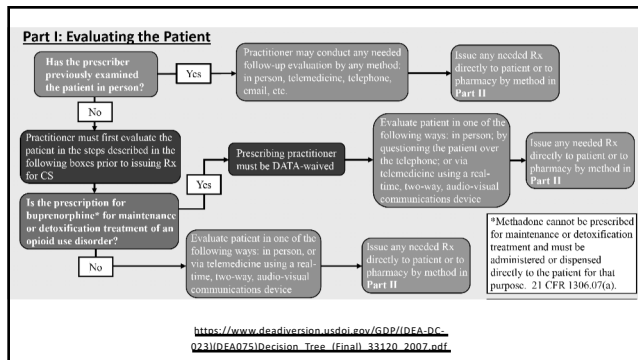 Part I: Evaluating the Patient
Has the prescriber
previously examined
the patient in person?
Yes
Practitioner may conduct any needed
follow-up evaluation by any method:
in person, telemedicine, telephone,
email, etc.
Issue any needed Rx
directly to patient or to
pharmacy by method in
Part II
No
Practitioner must first evaluate the
patient in the steps described in
the following boxes prior to issuing Rx
for CS
Is the prescription for
buprenorphine* for maintenance
or detoxification treatment of an
opioid use disorder?
Yes
Prescribing practitioner
must be DATA-waived
Evaluate patient in one of the
following ways: in person; by
questioning the patient over
the telephone; or via
telemedicine using a real-
time, two-way, audio-visual
communications device
Issue any needed Rx
directly to patient or to
pharmacy by method in
Part II
No
Evaluate patient in one of the
following ways: in person, or
via telemedicine using a real-
time, two-way, audio-visual
communications device
Issue any needed Rx
directly to patient or to
pharmacy by method in
Part II
*Methadone cannot be prescribed
for maintenance or detoxification
treatment and must be
administered or dispensed
directly to the patient for that
purpose. 21 CFR 1306.07(a).
https://www.deadiversion.usdoj.gov/GDP/(DEA-DC-
023)(DEA075)Decision_Tree_(Final)_33120_2007.pdf